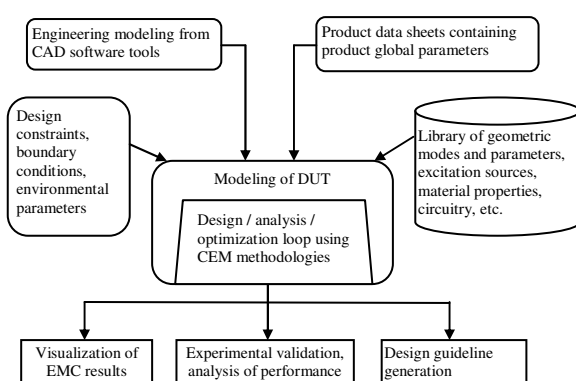 Engineering modeling from
CAD software tools
Product data sheets containing
product global parameters
Design
constraints,
boundary
conditions,
environmental
parameters
Library of geometric
modes and parameters,
excitation sources,
material properties,
circuitry, etc.
Modeling of DUT
Design / analysis /
optimization loop using
CEM methodologies
Visualization of
EMC results
Experimental validation,
analysis of performance
Design guideline
generation